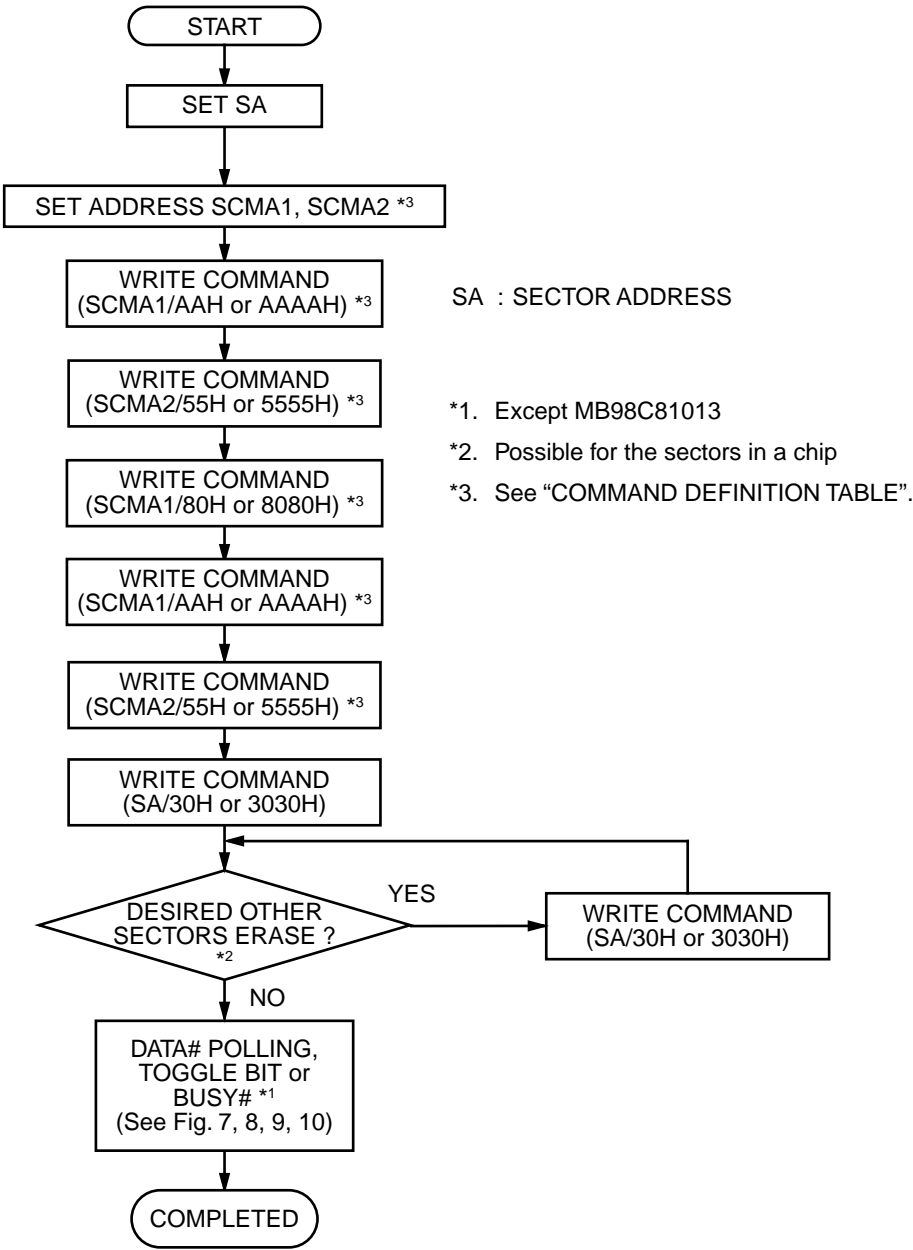 START
SET SA
SET ADDRESS SCMA1, SCMA2 *3
WRITE COMMAND
(SCMA1/AAH or AAAAH) *3
WRITE COMMAND
(SCMA2/55H or 5555H) *3
WRITE COMMAND
(SCMA1/80H or 8080H) *3
WRITE COMMAND
(SCMA1/AAH or AAAAH) *3
WRITE COMMAND
(SCMA2/55H or 5555H) *3
WRITE COMMAND
(SA/30H or 3030H)
DESIRED OTHER
SECTORS ERASE ?
*2
YES
WRITE COMMAND
(SA/30H or 3030H)
NO
DATA# POLLING,
TOGGLE BIT or
BUSY# *1
(See Fig. 7, 8, 9, 10)
COMPLETED
SA : SECTOR ADDRESS
*1. Except MB98C81013
*2. Possible for the sectors in a chip
*3. See “COMMAND DEFINITION TABLE”.